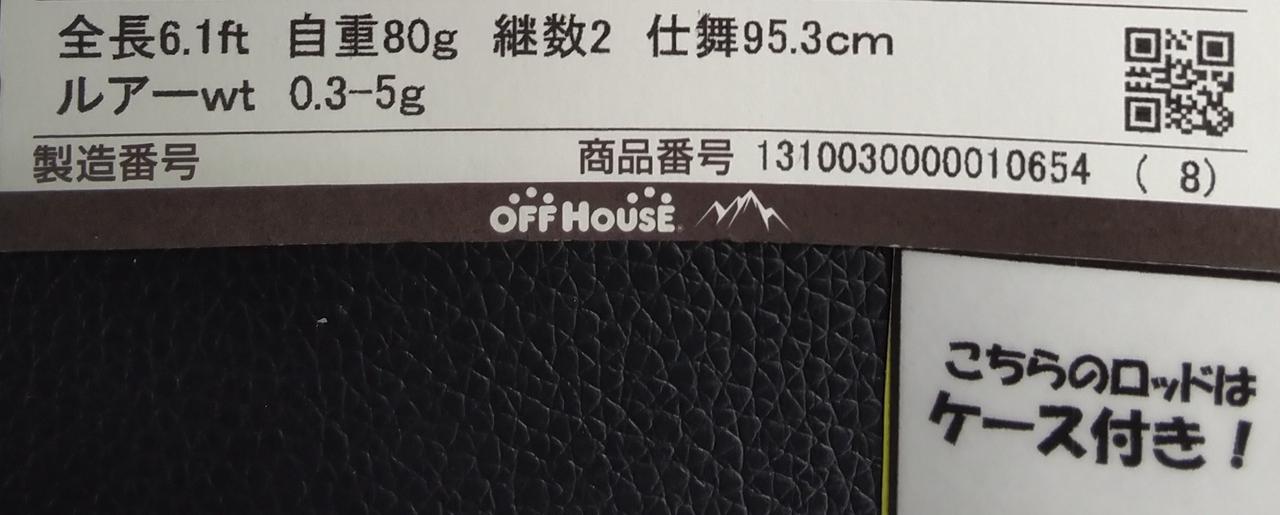 全長6.1ft 自重80g 継数2 仕舞95.3cm
ルアーwt 0.3-5g
製造番号 商品番号 1310030000010654 ( 8)
OFF HOUSE
こちらのロッドは
ケース付き!